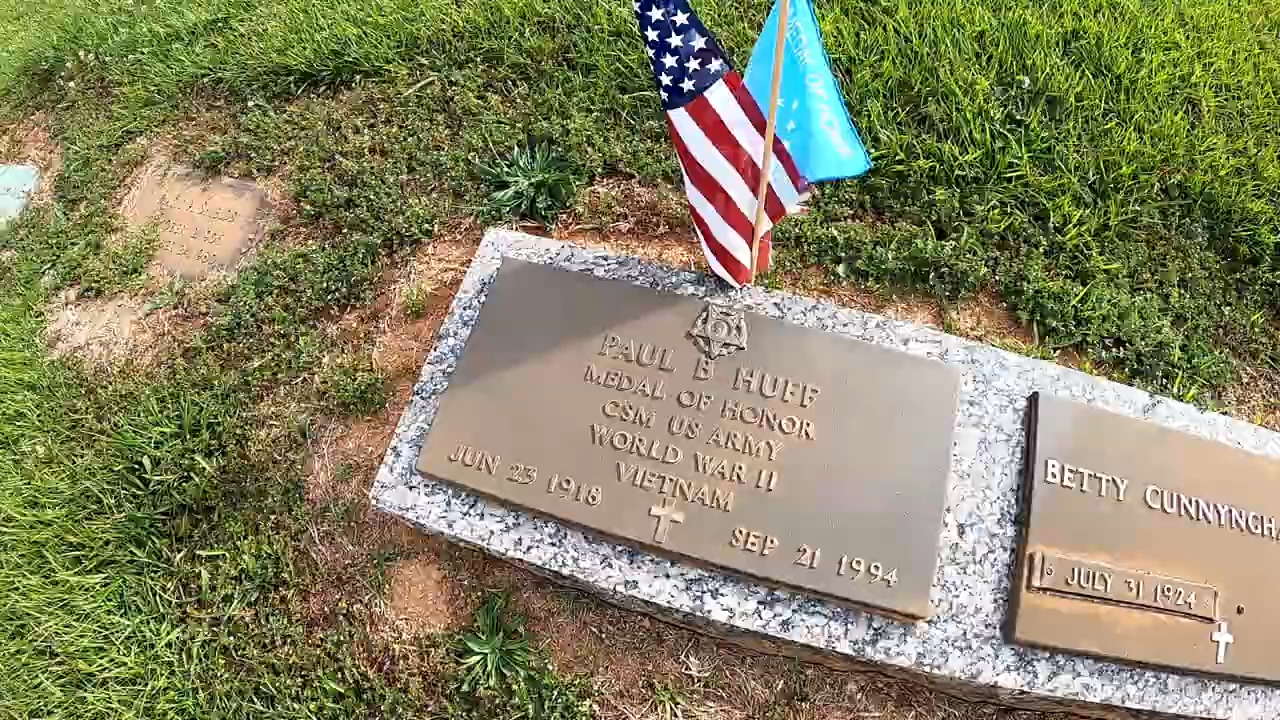 PAUL B HUFF
MEDAL OF HONOR
CSM US ARMY
WORLD WAR II
VIETNAM
JUN 23 1918
SEP 21 1994
BETTY CUNNYNGHA
JULY 31 1924